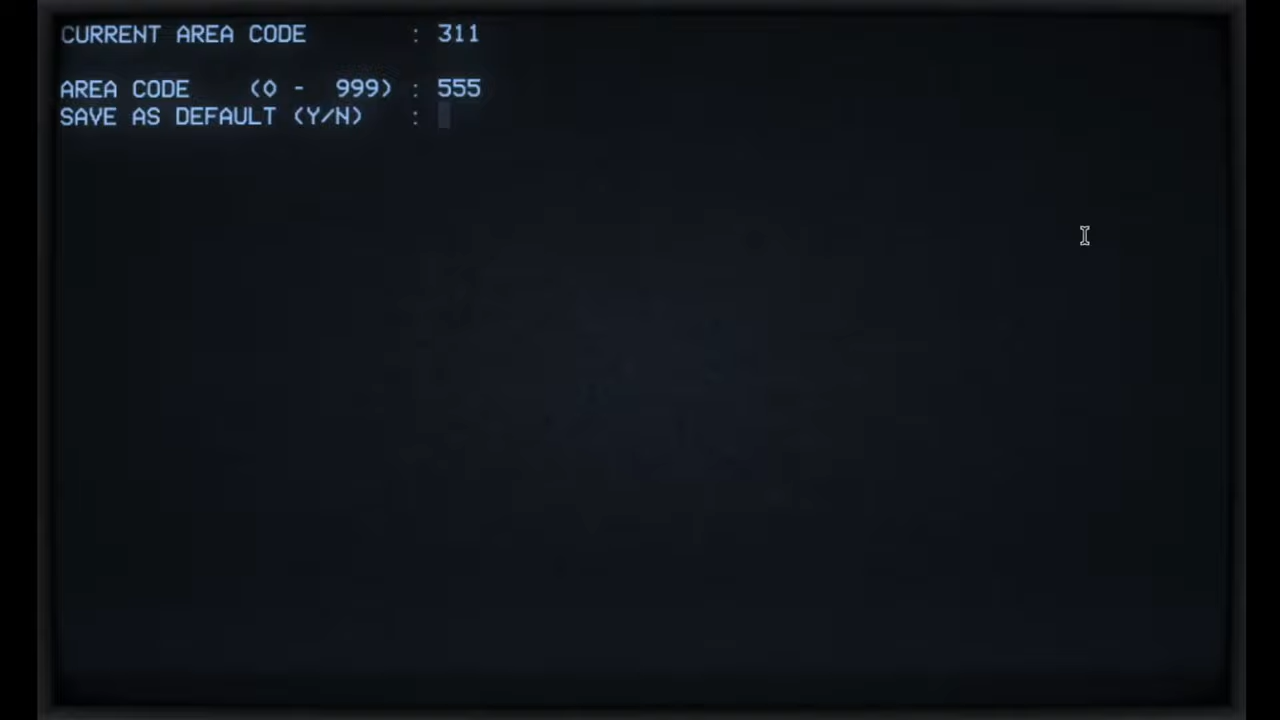 CURRENT AREA CODE : 311
AREA CODE (0 - 999) : 555
SAVE AS DEFAULT (Y/N) :